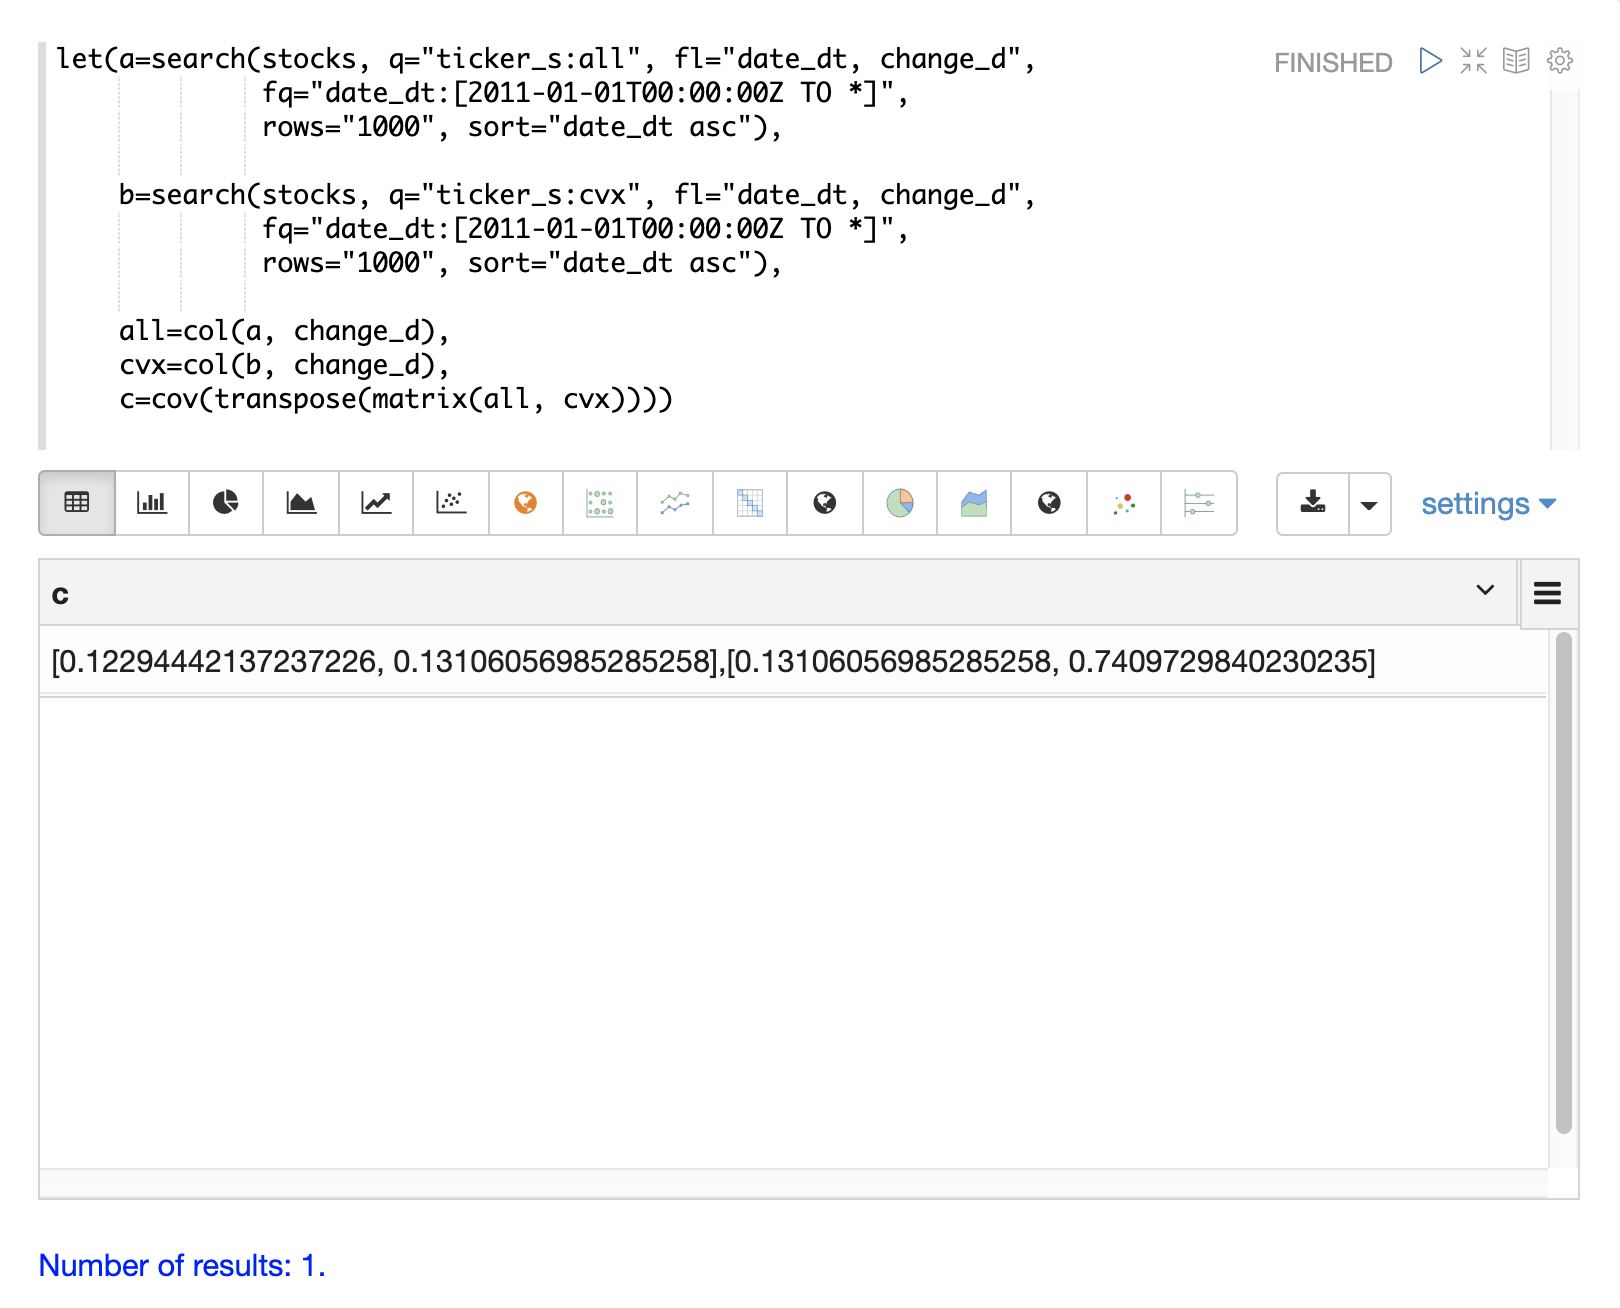 let(a=search(stocks, q="ticker_s:all", fl="date_dt, change_d",
fq="date_dt:[2011-01-01T00:00:00Z TO *]",
rows="1000", sort="date_dt asc"),
b=search(stocks, q="ticker_s:cvx", fl="date_dt, change_d",
fq="date_dt:[2011-01-01T00:00:00Z TO *]",
rows="1000", sort="date_dt asc"),
all=col(a, change_d),
cvx=col(b, change_d),
c=cov(transpose(matrix(all, cvx))))
FINISHED
settings
c
[0.12294442137237226, 0.13106056985285258],[0.13106056985285258, 0.7409729840230235]
Number of results: 1.